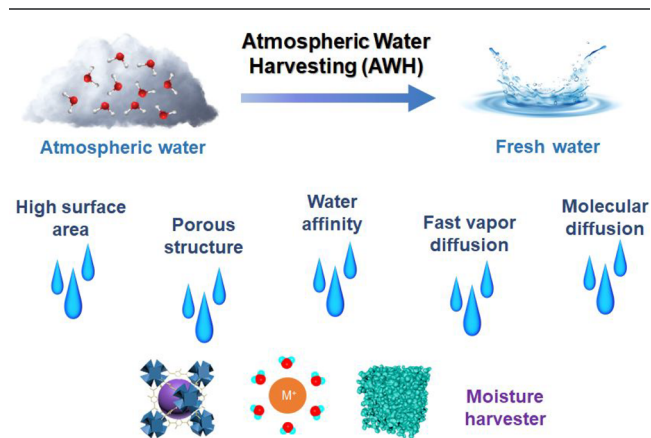 Atmospheric Water
Harvesting (AWH)
Atmospheric water
Fresh water
High surface
area
Porous
structure
Water
affinity
Fast vapor
diffusion
Molecular
diffusion
M⁺
Moisture
harvester